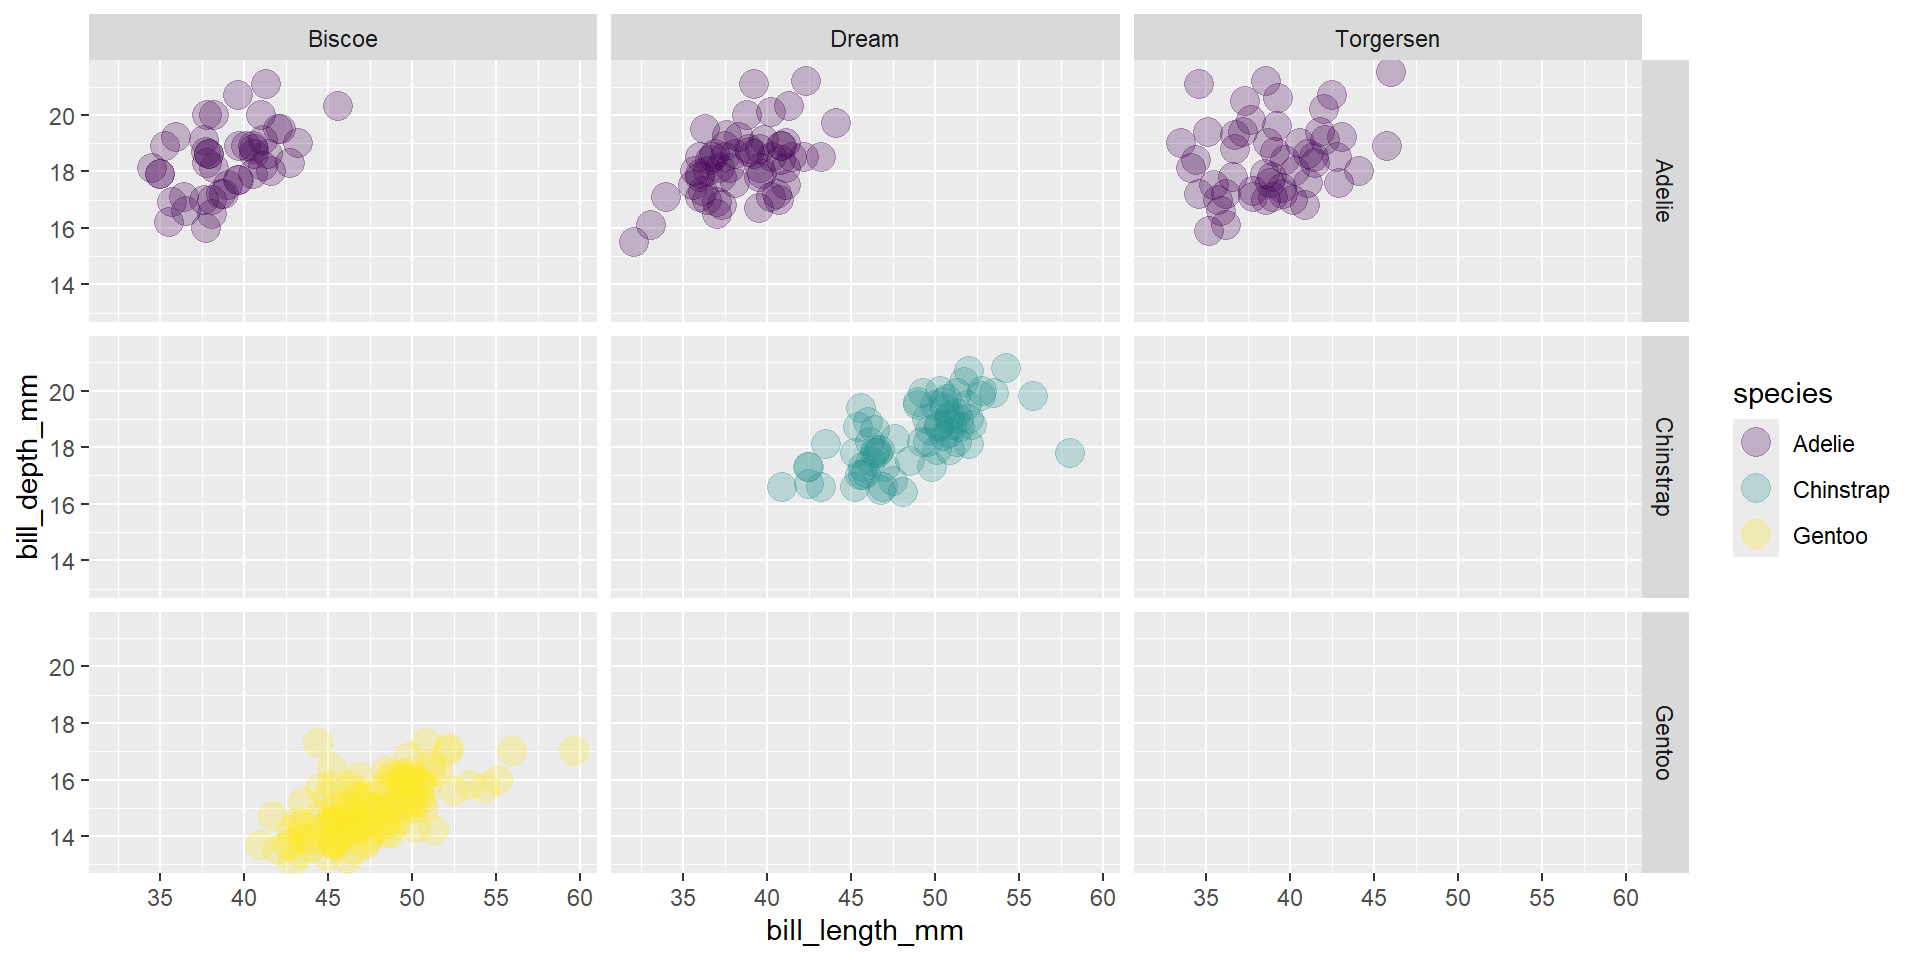 Biscoe
Dream
Torgersen
20
18
16
14
Adelie
20
18
16
14
Chinstrap
20
18
16
14
Gentoo
35 40 45 50 55 60
35 40 45 50 55 60
35 40 45 50 55 60
bill_length_mm
bill_depth_mm
species
Adelie
Chinstrap
Gentoo